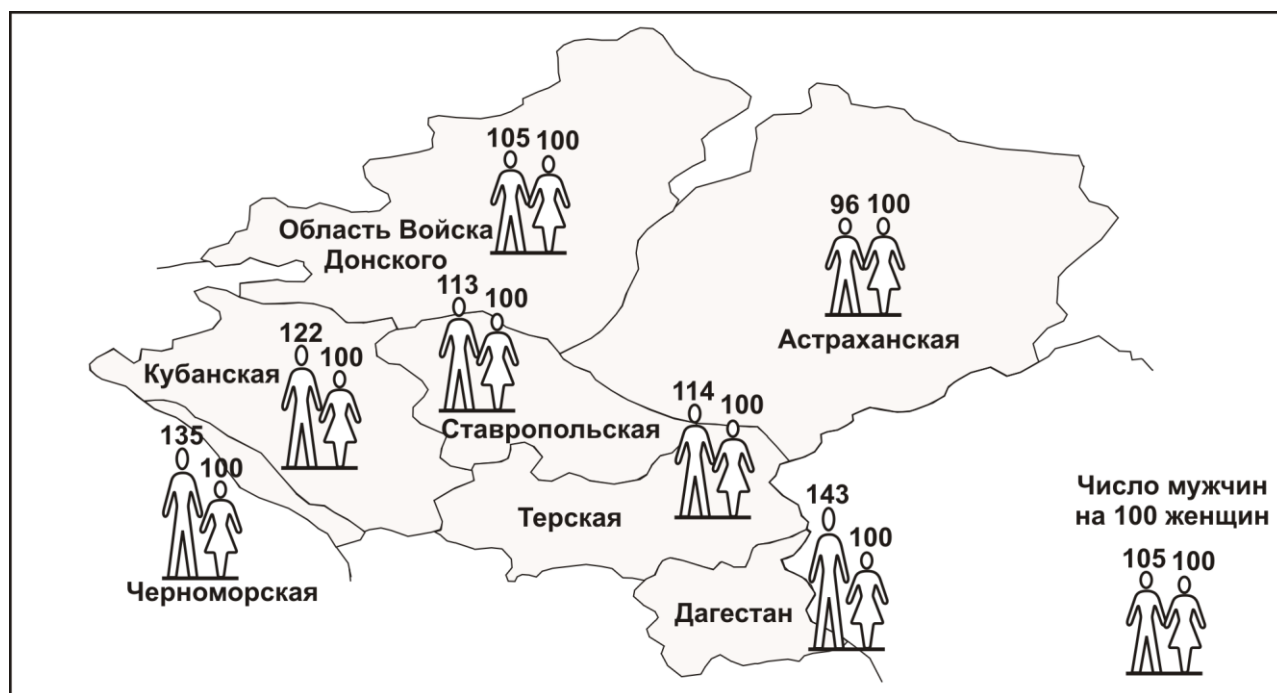 105 100
Область Войска
Донского
96 100
Астраханская
113 100
122 100
Кубанская
Ставропольская
114 100
135 100
Черноморская
Терская
143 100
Дагестан
Число мужчин
на 100 женщин
105 100